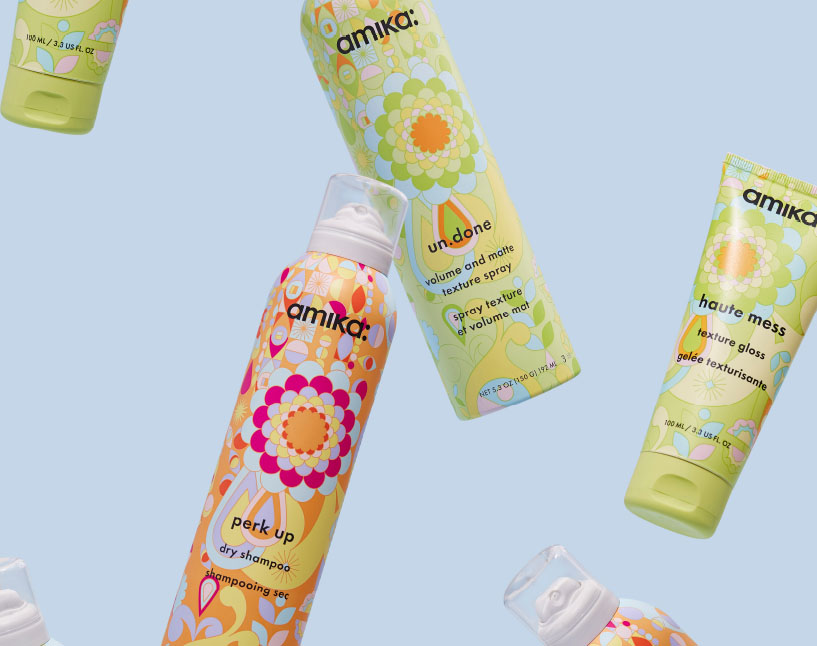 100 ML / 3.3 US FL. OZ
amika:
un.done
volume and matte
texture spray
spray texture
et volume mat
NET 5.3 OZ (150 G) 192 ML
amika:
perk up
dry shampoo
shampooing sec
amika
haute mess
texture gloss
gelée texturisante
100 ML / 3.3 US FL. OZ